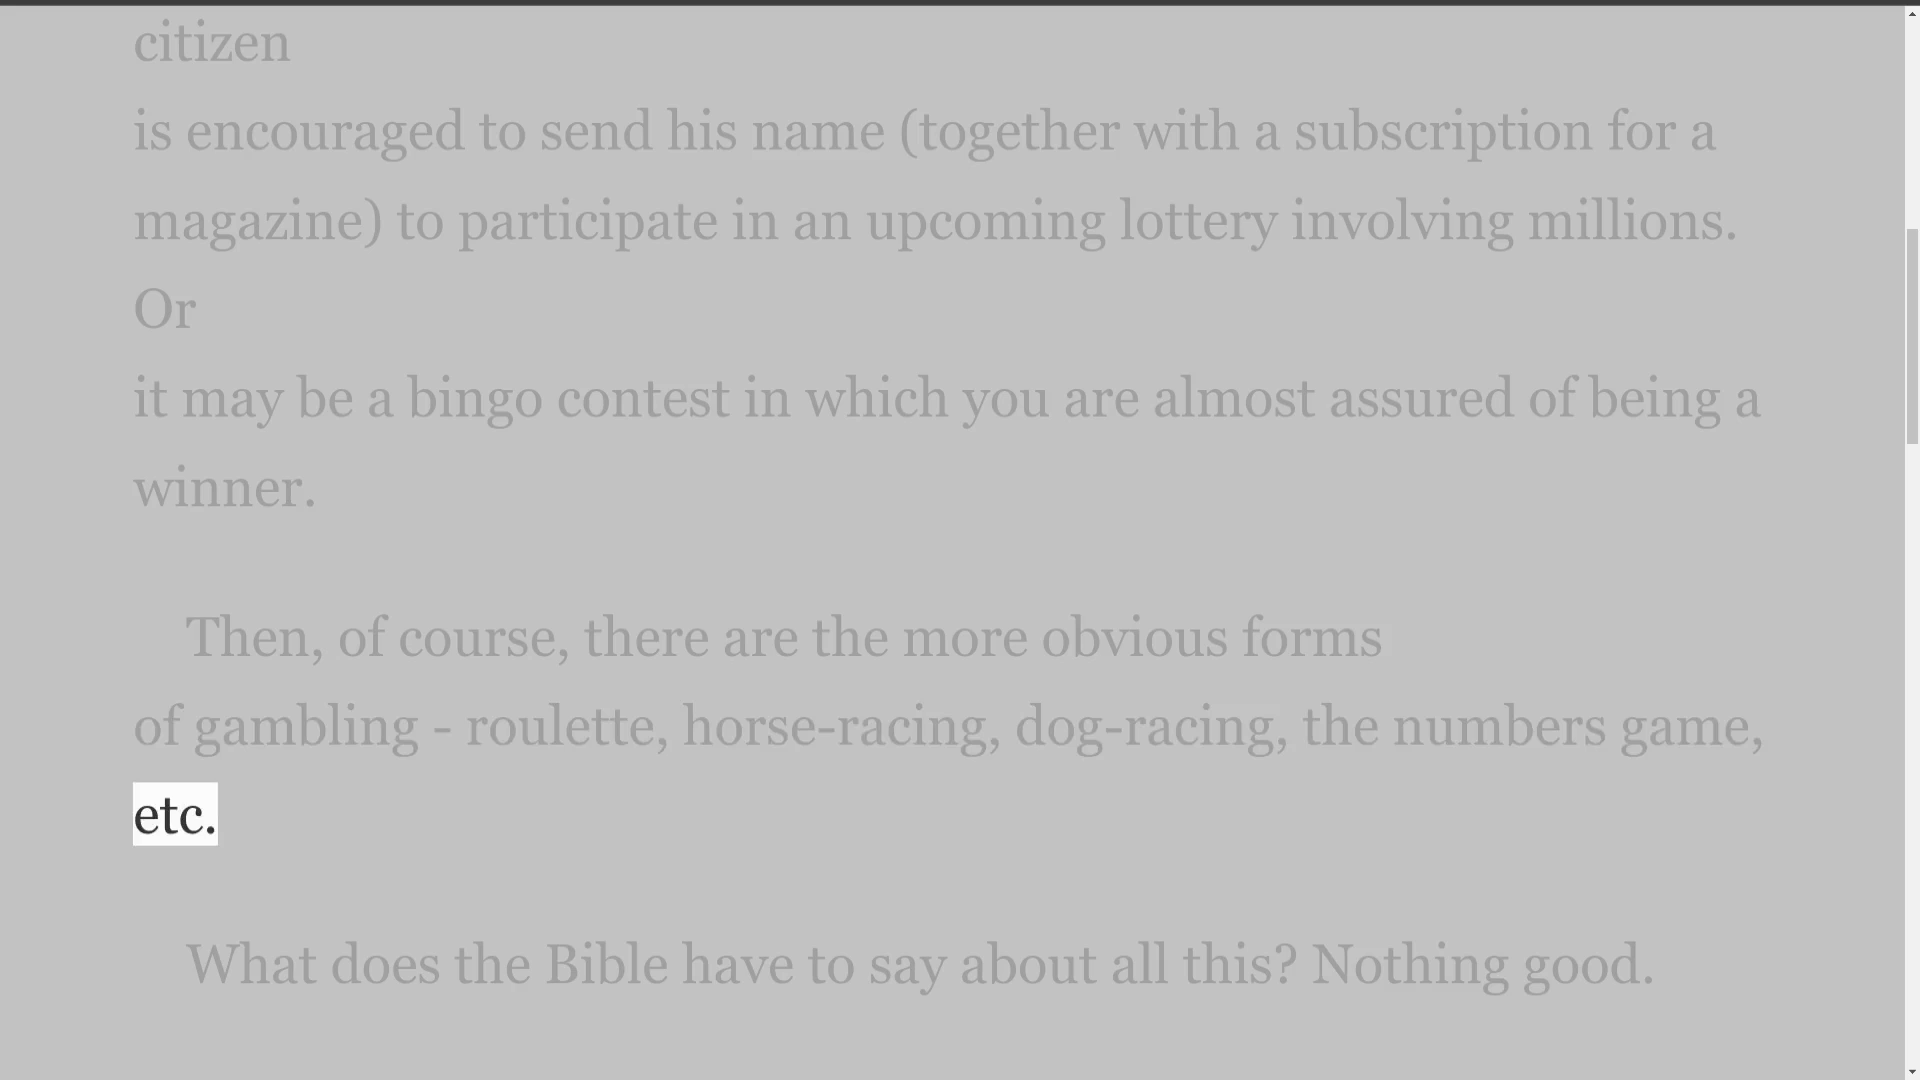 citizen
is encouraged to send his name (together with a subscription for a
magazine) to participate in an upcoming lottery involving millions.
Or
it may be a bingo contest in which you are almost assured of being a
winner.
Then, of course, there are the more obvious forms
of gambling - roulette, horse-racing, dog-racing, the numbers game,
etc.
What does the Bible have to say about all this? Nothing good.